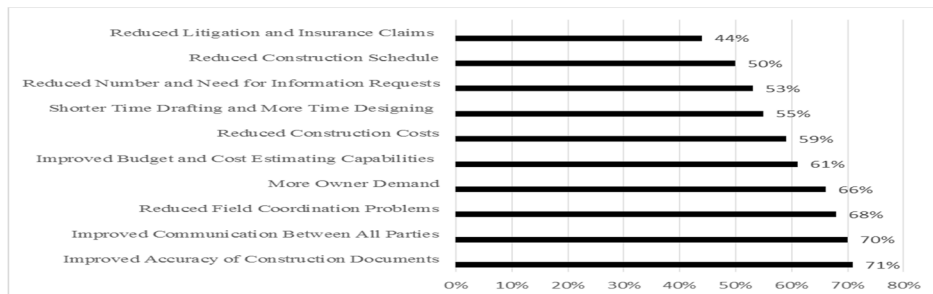 Reduced Litigation and Insurance Claims 44%
Reduced Construction Schedule 50%
Reduced Number and Need for Information Requests 53%
Shorter Time Drafting and More Time Designing 55%
Reduced Construction Costs 59%
Improved Budget and Cost Estimating Capabilities 61%
More Owner Demand 66%
Reduced Field Coordination Problems 68%
Improved Communication Between All Parties 70%
Improved Accuracy of Construction Documents 71%
0% 10% 20% 30% 40% 50% 60% 70% 80%